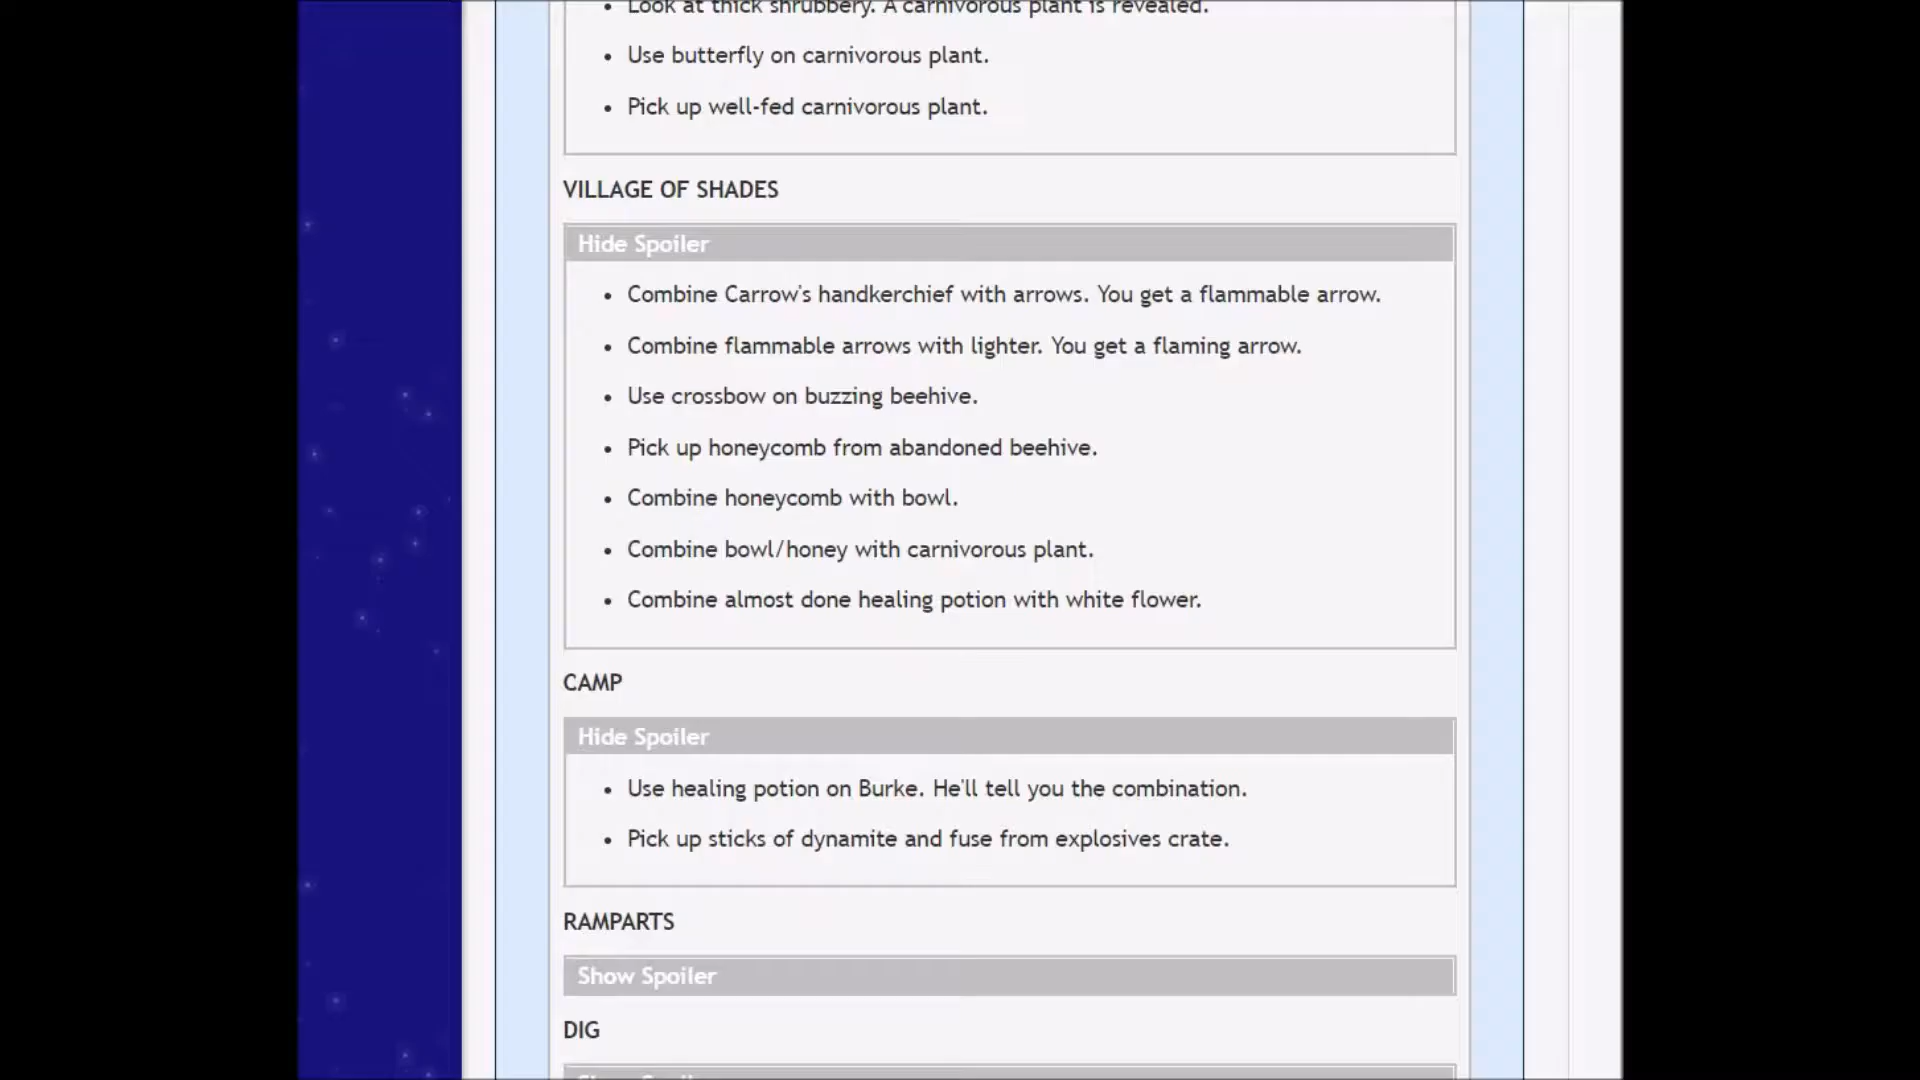 Look at thick shrubbery. A carnivorous plant is revealed.
Use butterfly on carnivorous plant.
Pick up well-fed carnivorous plant.
VILLAGE OF SHADES
Hide Spoiler
Combine Carrow's handkerchief with arrows. You get a flammable arrow.
Combine flammable arrows with lighter. You get a flaming arrow.
Use crossbow on buzzing beehive.
Pick up honeycomb from abandoned beehive.
Combine honeycomb with bowl.
Combine bowl/honey with carnivorous plant.
Combine almost done healing potion with white flower.
CAMP
Hide Spoiler
Use healing potion on Burke. He'll tell you the combination.
Pick up sticks of dynamite and fuse from explosives crate.
RAMPARTS
Show Spoiler
DIG